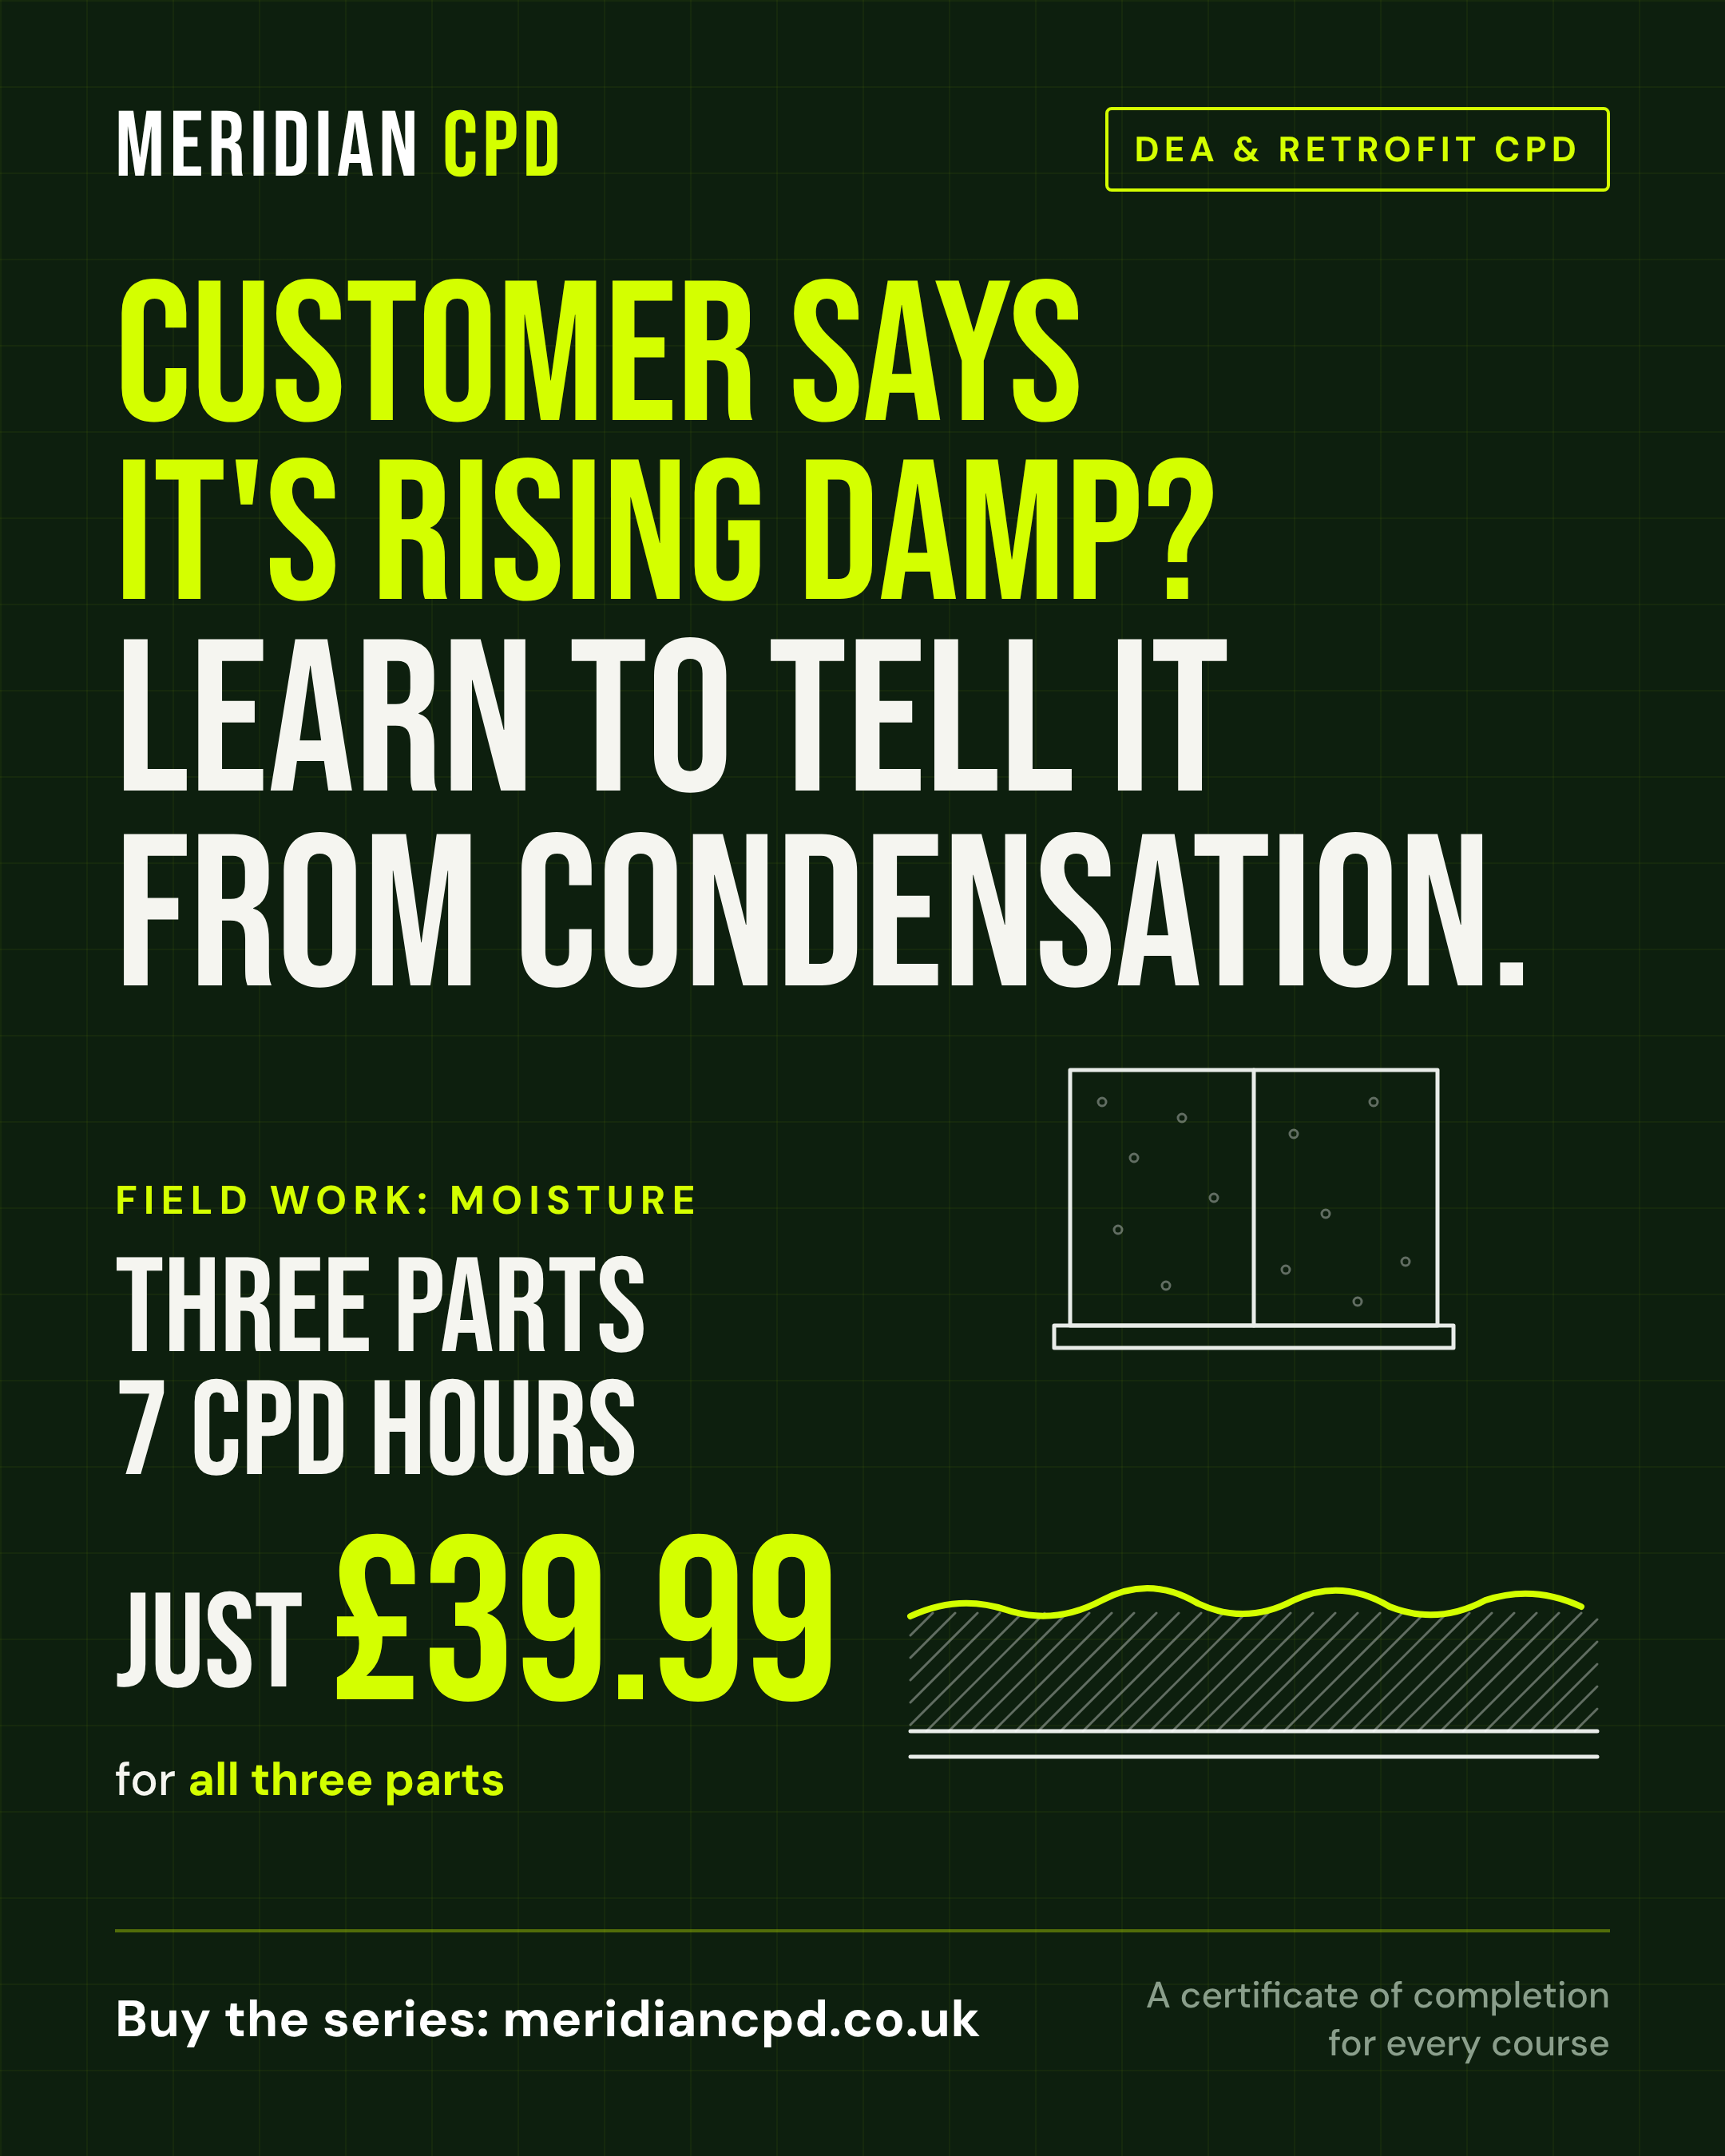 MERIDIAN CPD
DEA & RETROFIT CPD
CUSTOMER SAYS
IT'S RISING DAMP?
LEARN TO TELL IT
FROM CONDENSATION.
FIELD WORK: MOISTURE
THREE PARTS
7 CPD HOURS
JUST £39.99
for all three parts
Buy the series: meridiancpd.co.uk
A certificate of completion
for every course